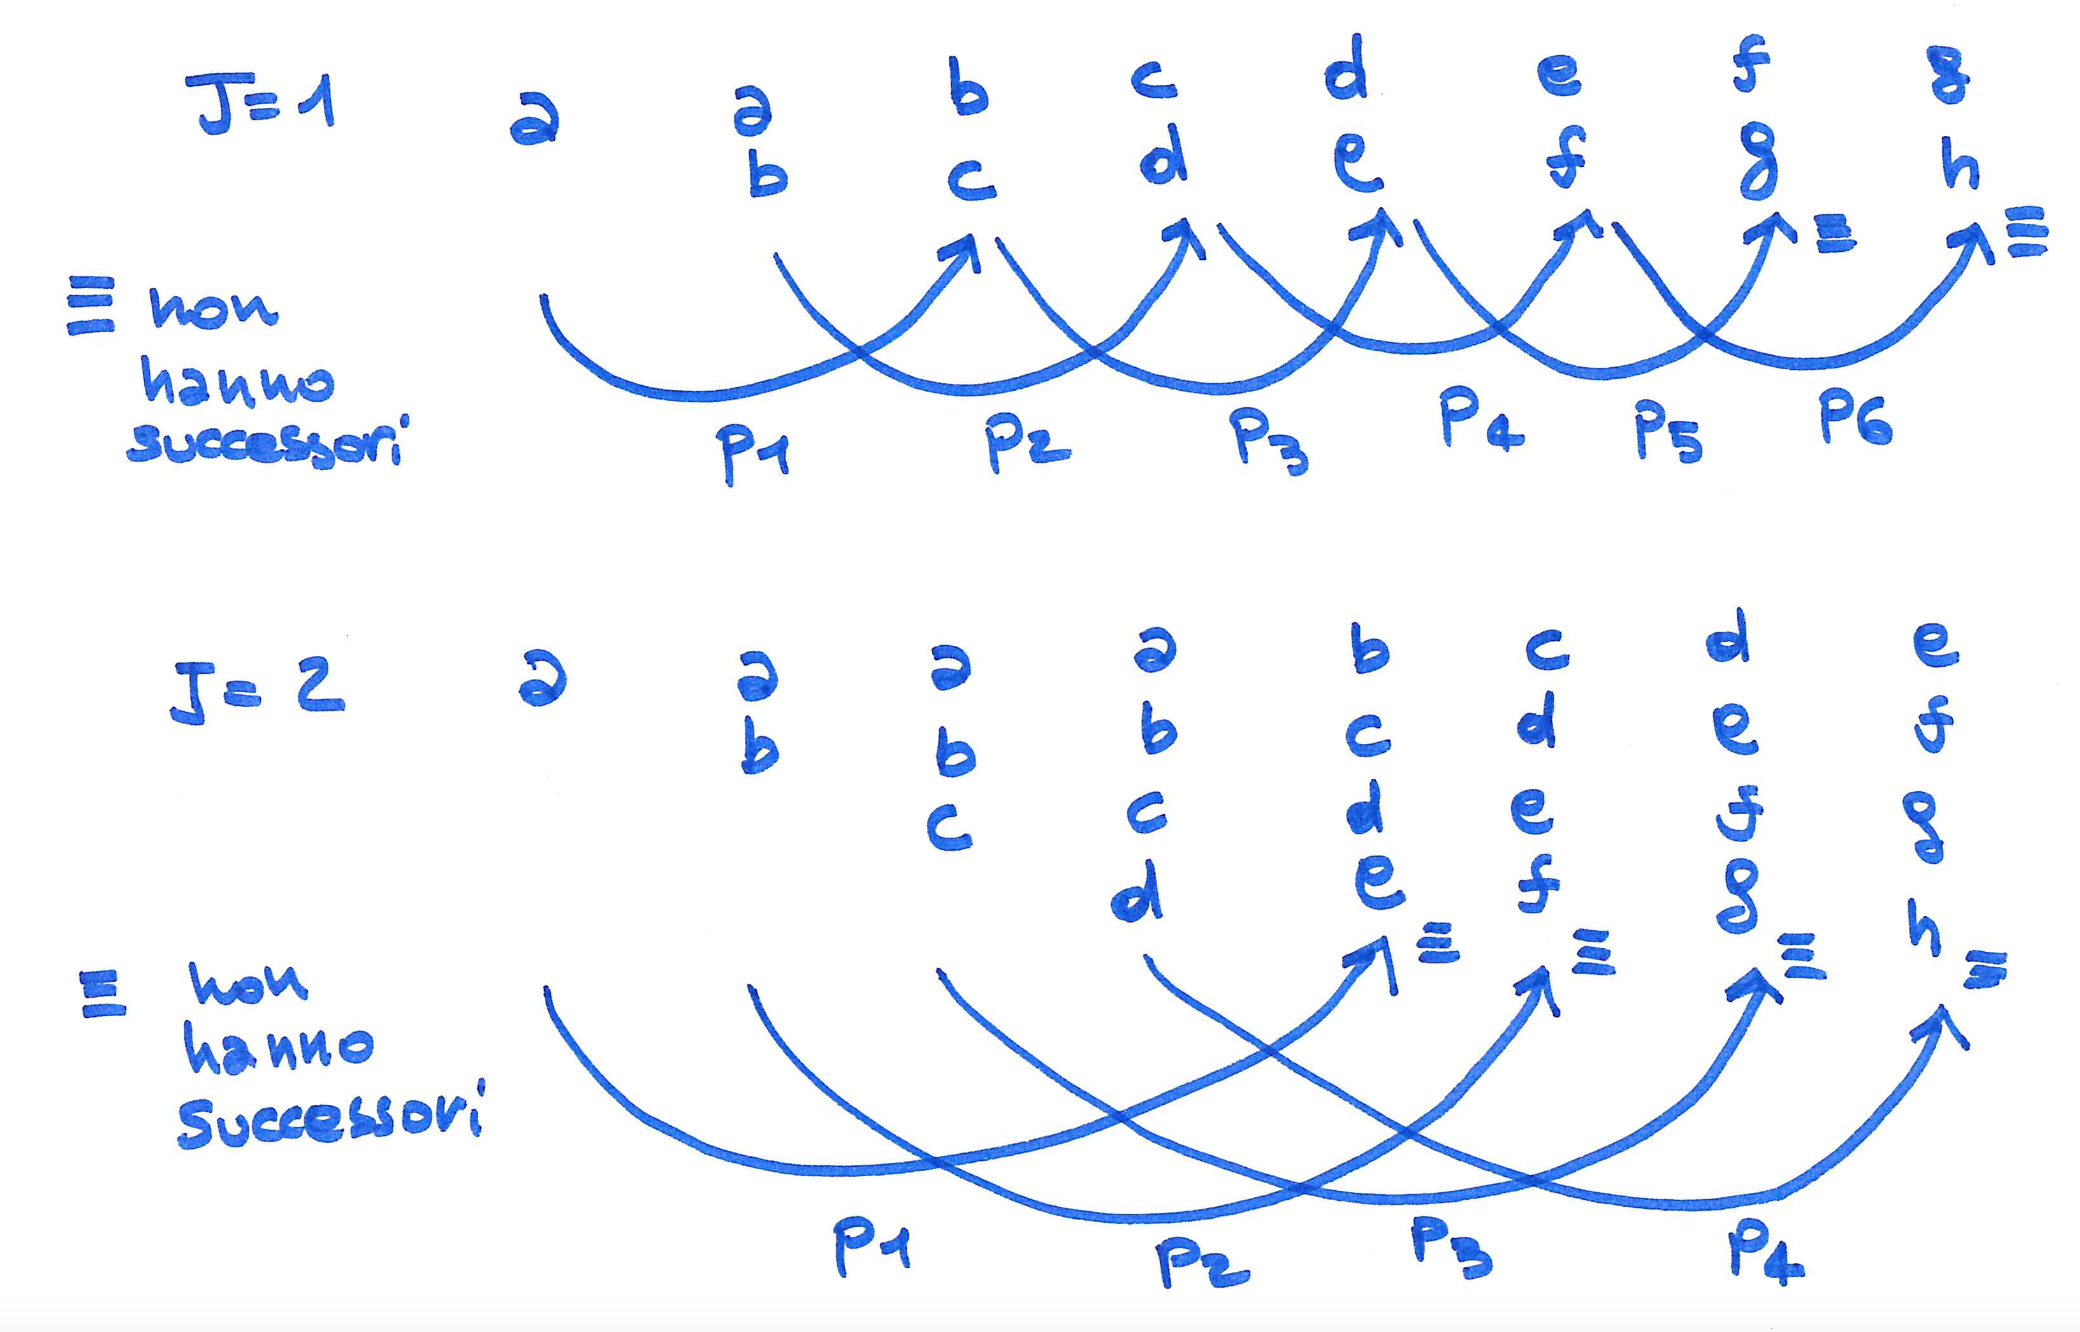 J=1 a a b c d e f g
b c d e f g h
≡ non
hanno
successori
P1 P2 P3 P4 P5 P6
J=2 a a a a b c d e
b b b c d e f
c c d e f g
d e f g h
≡ non
hanno
successori
P1 P2 P3 P4